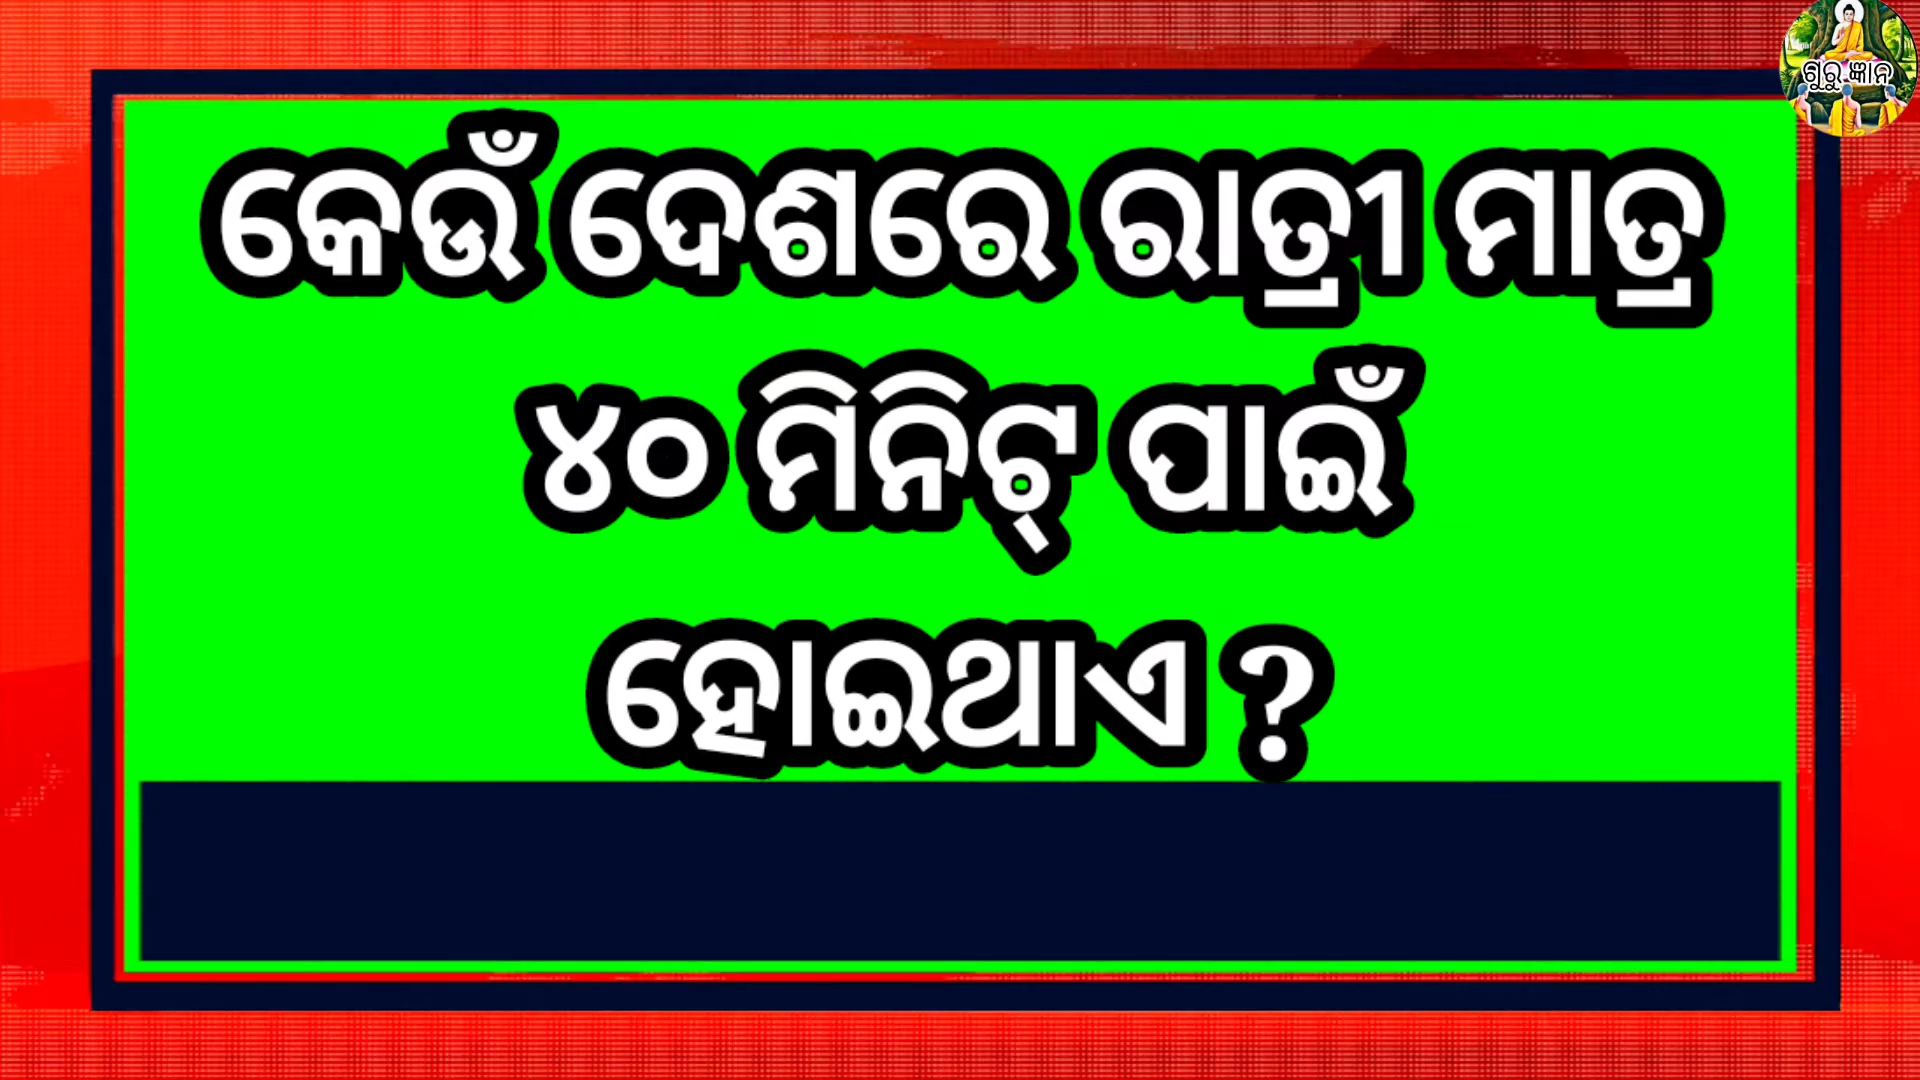 ଗୁରୁ ଜ୍ଞାନ
କେଉଁ ଦେଶରେ ରାତ୍ରୀ ମାତ୍ର
୪୦ ମିନିଟ୍ ପାଇଁ
ହୋଇଥାଏ ?